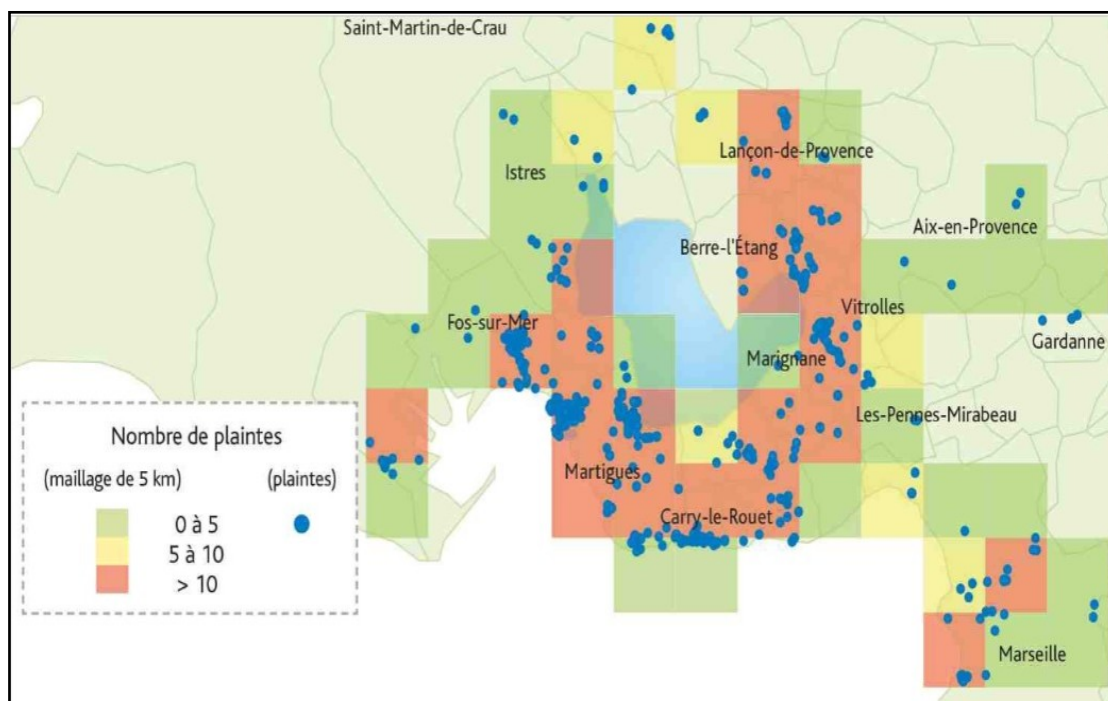 Saint-Martin-de-Crau
Lançon-de-Provence
Istres
Aix-en-Provence
Berre-l'Étang
Vitrolles
Fos-sur-Mer
Gardanne
Marignane
Les-Pennes-Mirabeau
Martigues
Carry-le-Rouet
Marseille
Nombre de plaintes
(maillage de 5 km) (plaintes)
0 à 5
5 à 10
> 10